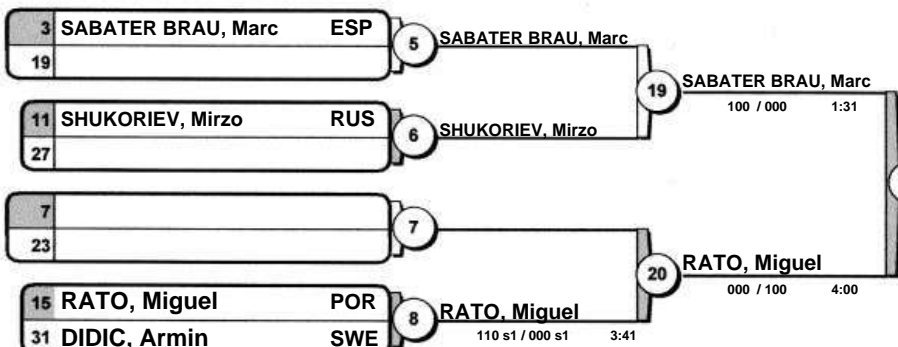 3 SABATER BRAU, Marc ESP
19
5 SABATER BRAU, Marc
11 SHUKORIEV, Mirzo RUS
27
6 SHUKORIEV, Mirzo
19 SABATER BRAU, Marc
100 / 000 1:31
7
23
7
15 RATO, Miguel POR
31 DIDIC, Armin SWE
8 RATO, Miguel
110 s1 / 000 s1 3:41
20 RATO, Miguel
000 / 100 4:00